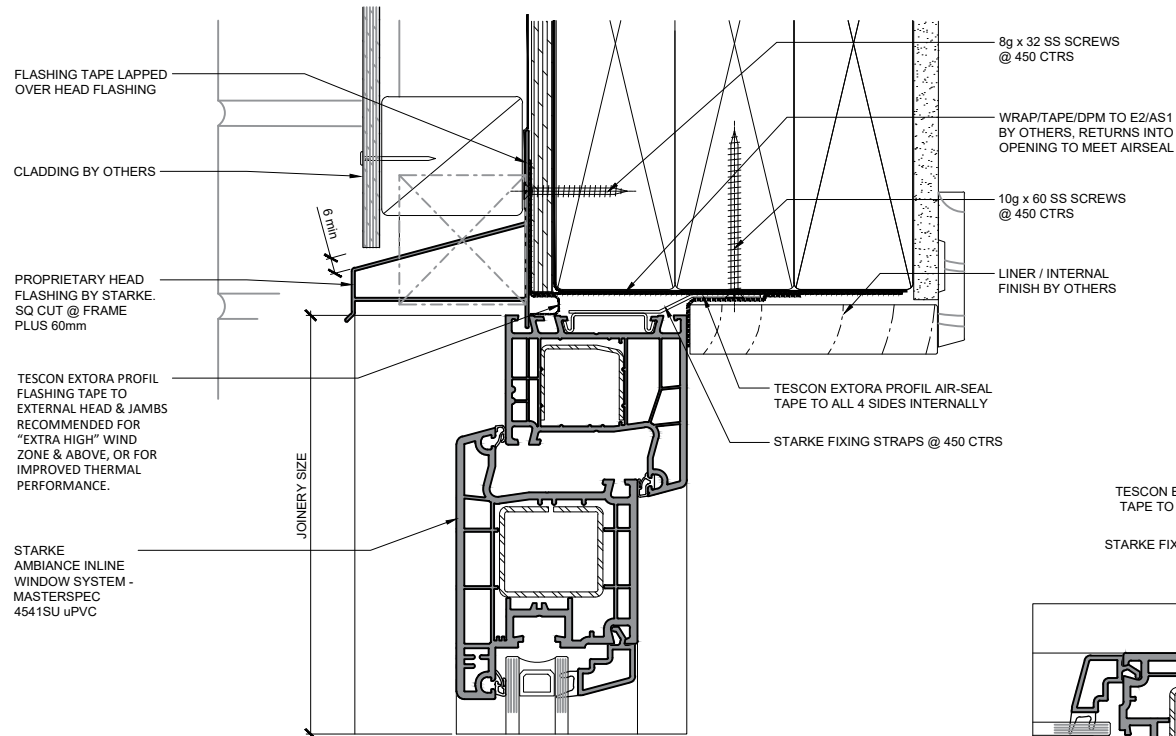 FLASHING TAPE LAPPED
OVER HEAD FLASHING
CLADDING BY OTHERS
6 min
PROPRIETARY HEAD
FLASHING BY STARKE.
SQ CUT @ FRAME
PLUS 60mm
TESCON EXTORA PROFIL
FLASHING TAPE TO
EXTERNAL HEAD & JAMBS
RECOMMENDED FOR
“EXTRA HIGH” WIND
ZONE & ABOVE, OR FOR
IMPROVED THERMAL
PERFORMANCE.
JOINERY SIZE
STARKE
AMBIANCE INLINE
WINDOW SYSTEM -
MASTERSPEC
4541SU uPVC
8g x 32 SS SCREWS
@ 450 CTRS
WRAP/TAPE/DPM TO E2/AS1
BY OTHERS, RETURNS INTO
OPENING TO MEET AIRSEAL
10g x 60 SS SCREWS
@ 450 CTRS
LINER / INTERNAL
FINISH BY OTHERS
TESCON EXTORA PROFIL AIR-SEAL
TAPE TO ALL 4 SIDES INTERNALLY
STARKE FIXING STRAPS @ 450 CTRS
TESCON E
TAPE TO
STARKE FIX